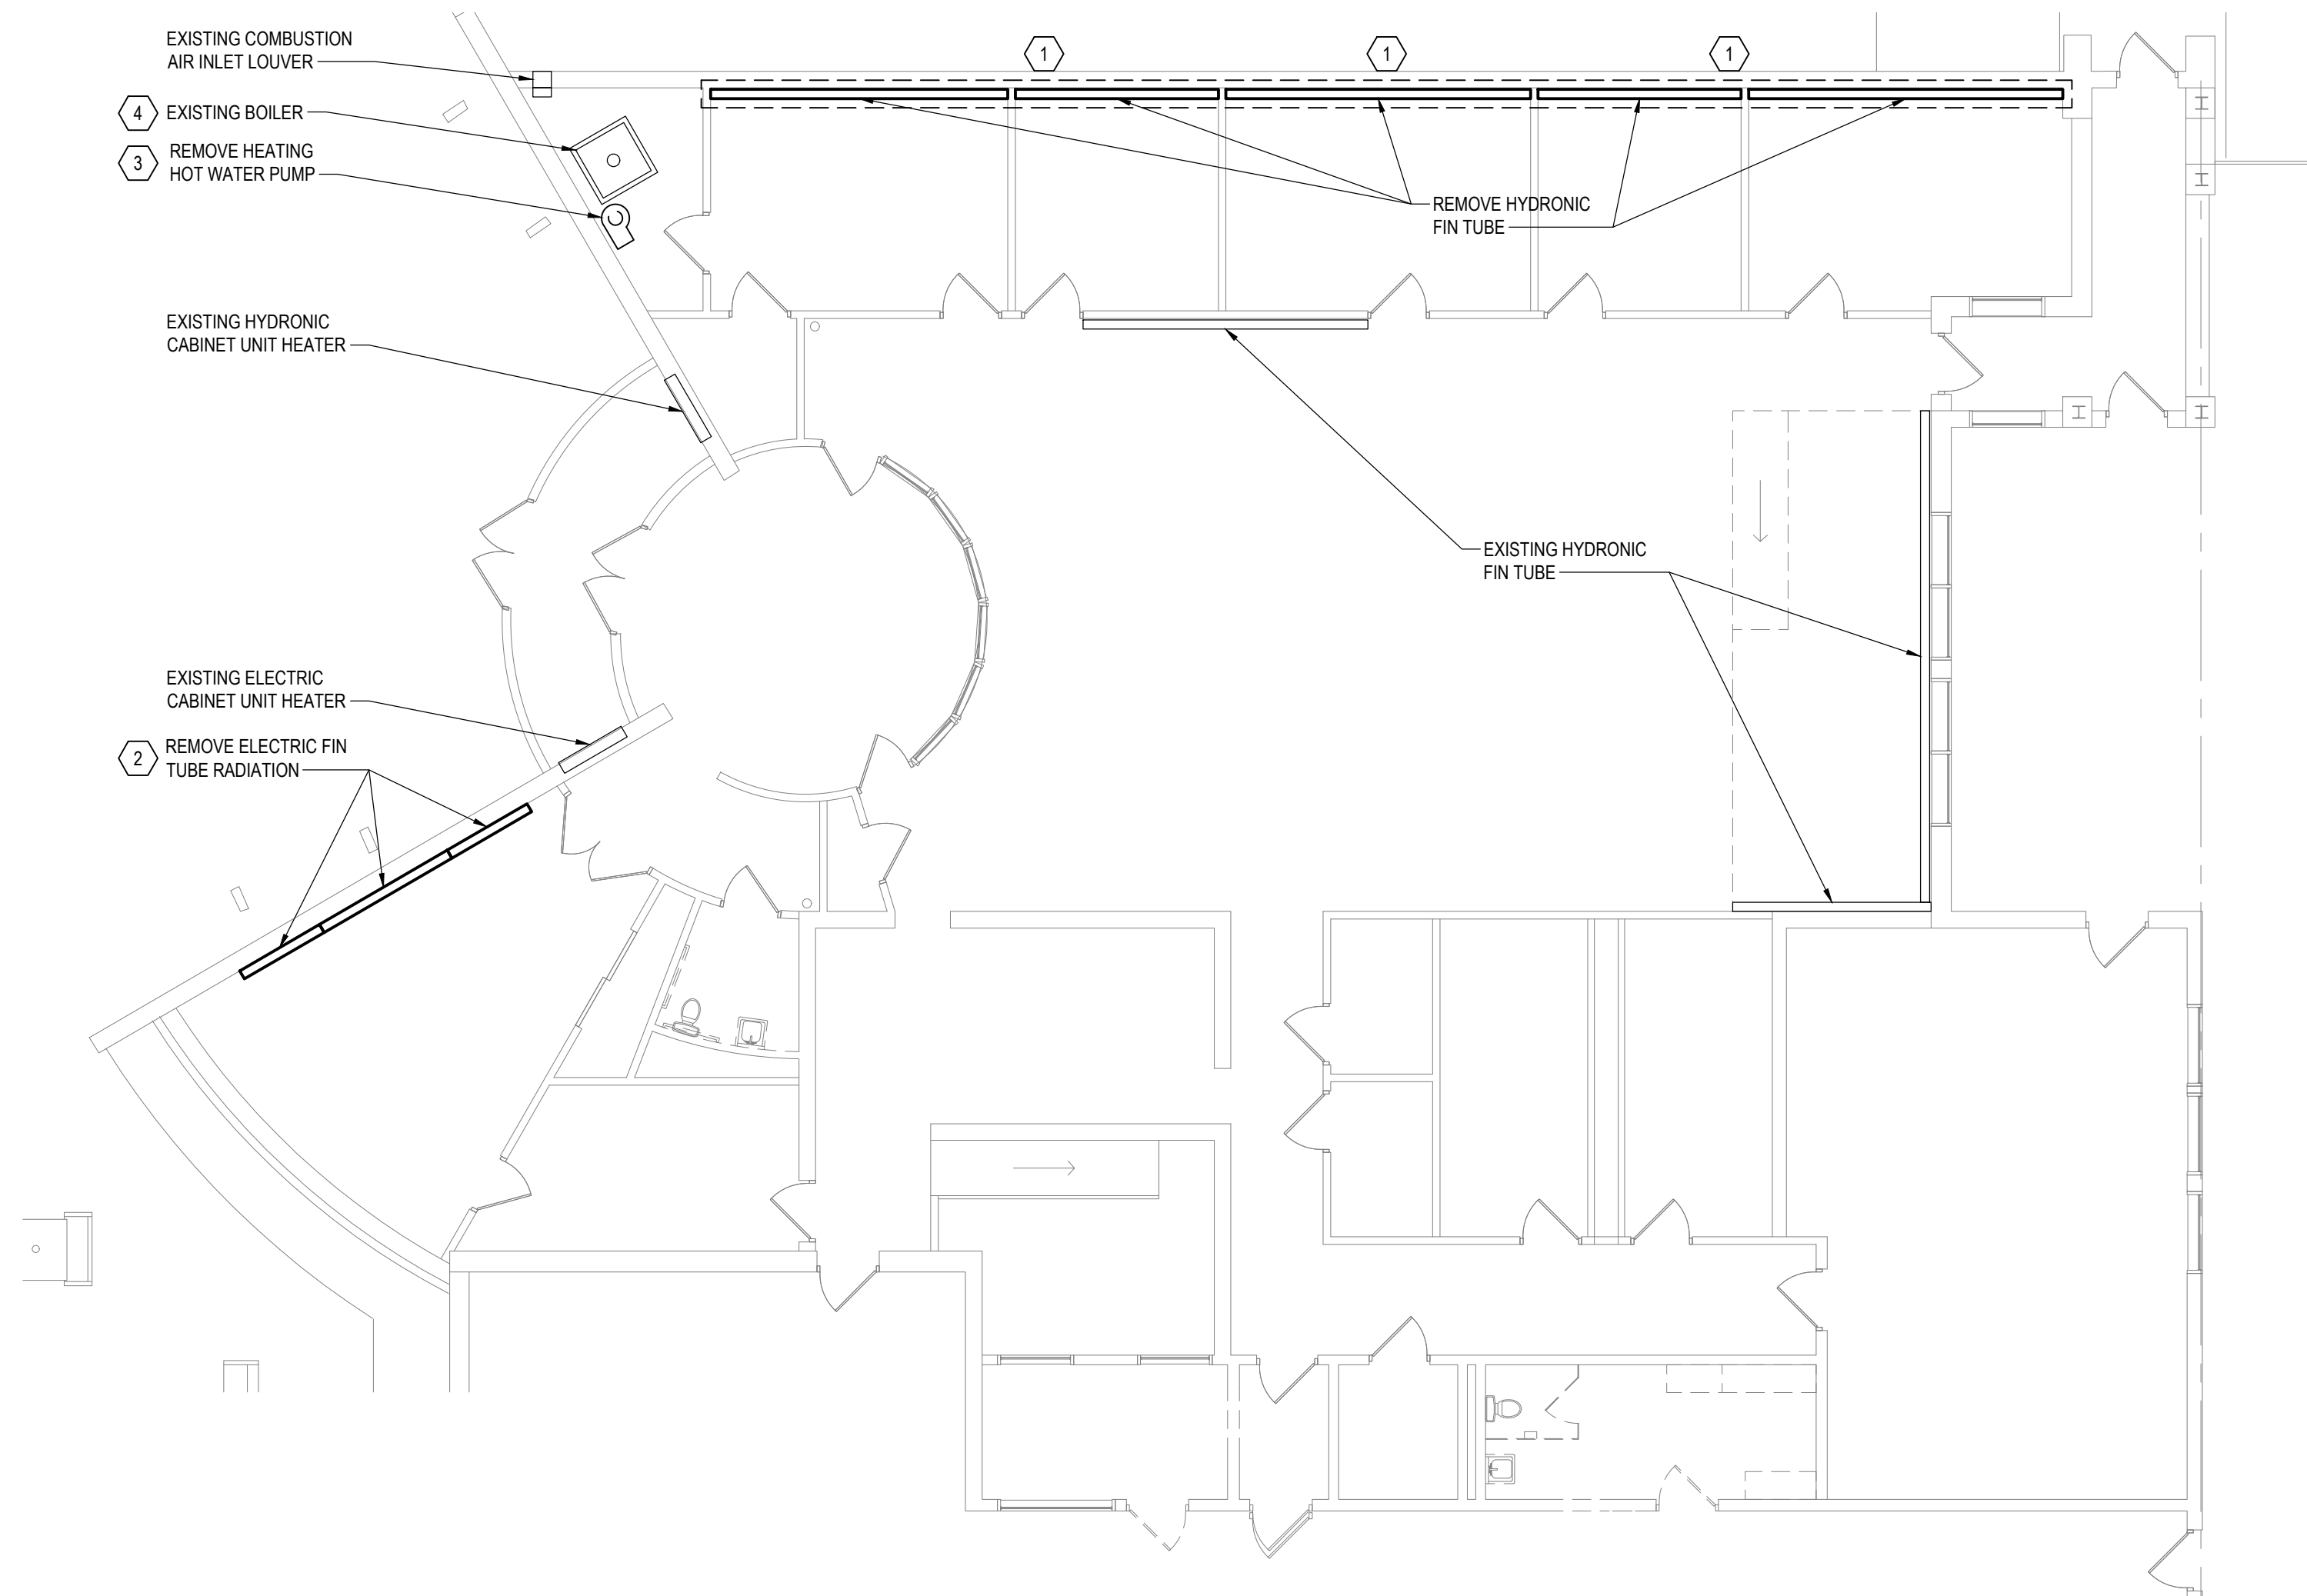 EXISTING COMBUSTION
AIR INLET LOUVER
1
1
1
4
EXISTING BOILER
3
REMOVE HEATING
HOT WATER PUMP
REMOVE HYDRONIC
FIN TUBE
EXISTING HYDRONIC
CABINET UNIT HEATER
EXISTING HYDRONIC
FIN TUBE
EXISTING ELECTRIC
CABINET UNIT HEATER
2
REMOVE ELECTRIC FIN
TUBE RADIATION